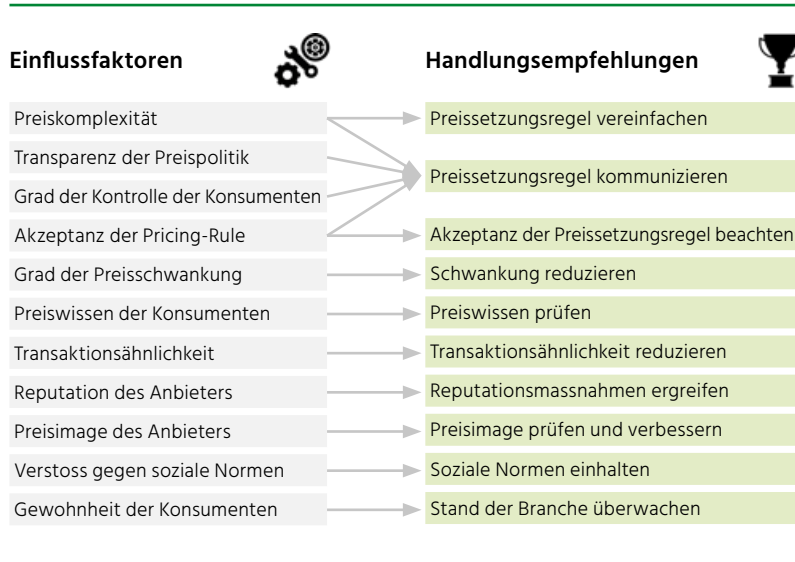 Einflussfaktoren
Handlungsempfehlungen
Preiskomplexität
Preissetzungsregel vereinfachen
Transparenz der Preispolitik
Preissetzungsregel kommunizieren
Grad der Kontrolle der Konsumenten
Akzeptanz der Pricing-Rule
Akzeptanz der Preissetzungsregel beachten
Grad der Preisschwankung
Schwankung reduzieren
Preiswissen der Konsumenten
Preiswissen prüfen
Transaktionsähnlichkeit
Transaktionsähnlichkeit reduzieren
Reputation des Anbieters
Reputationsmassnahmen ergreifen
Preisimage des Anbieters
Preisimage prüfen und verbessern
Verstoss gegen soziale Normen
Soziale Normen einhalten
Gewohnheit der Konsumenten
Stand der Branche überwachen